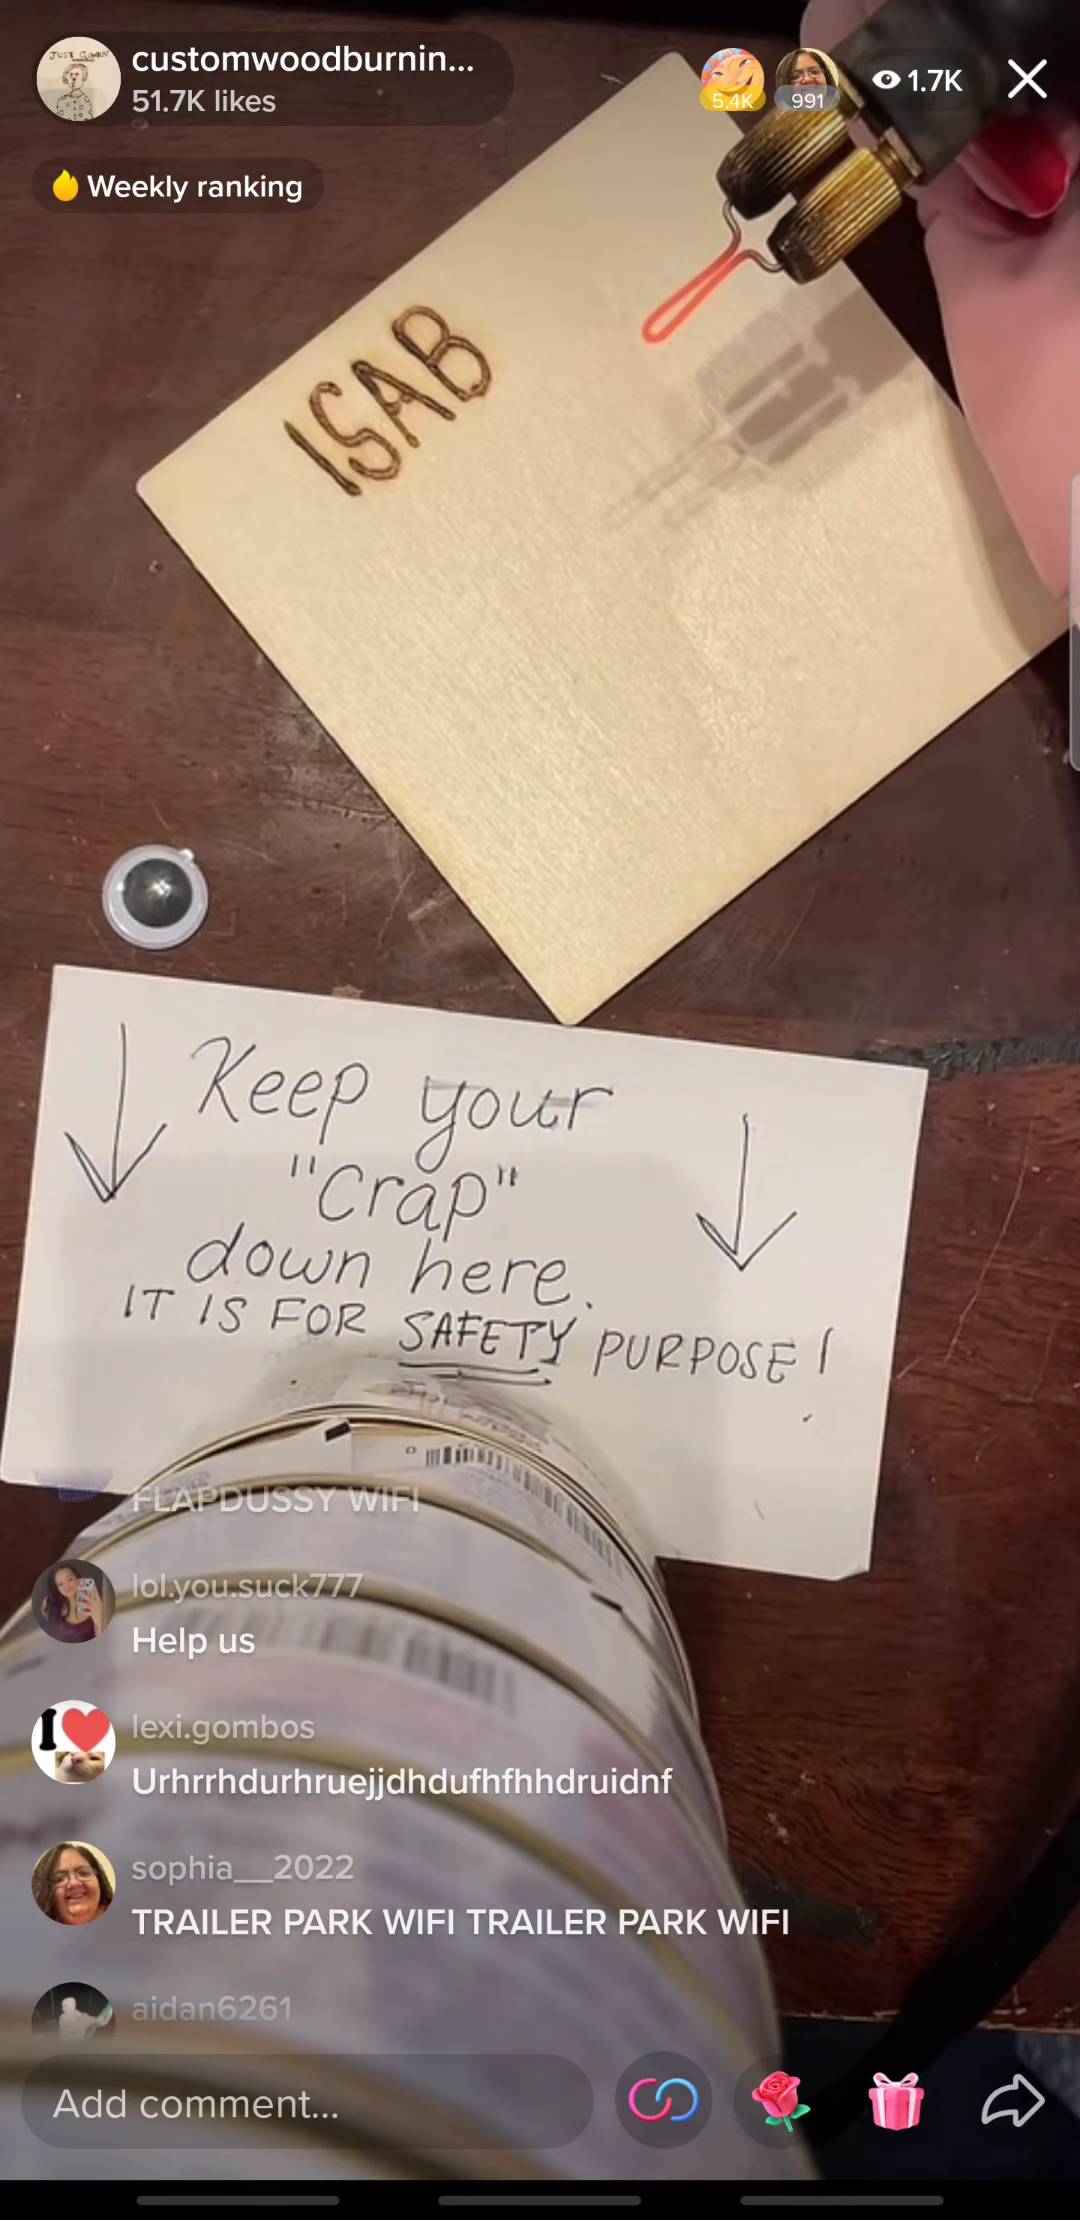 customwoodburnin...
51.7K likes
5.4K
991
1.7K
Weekly ranking
ISAB
Keep your
"Crap"
down here.
IT IS FOR SAFETY PURPOSE!
FLAPDUSSY WIFI
lol.you.suck777
Help us
lexi.gombos
Urhrrhdurhruejjdhdufhfhhdruidnf
sophia__2022
TRAILER PARK WIFI TRAILER PARK WIFI
aidan6261
Add comment...